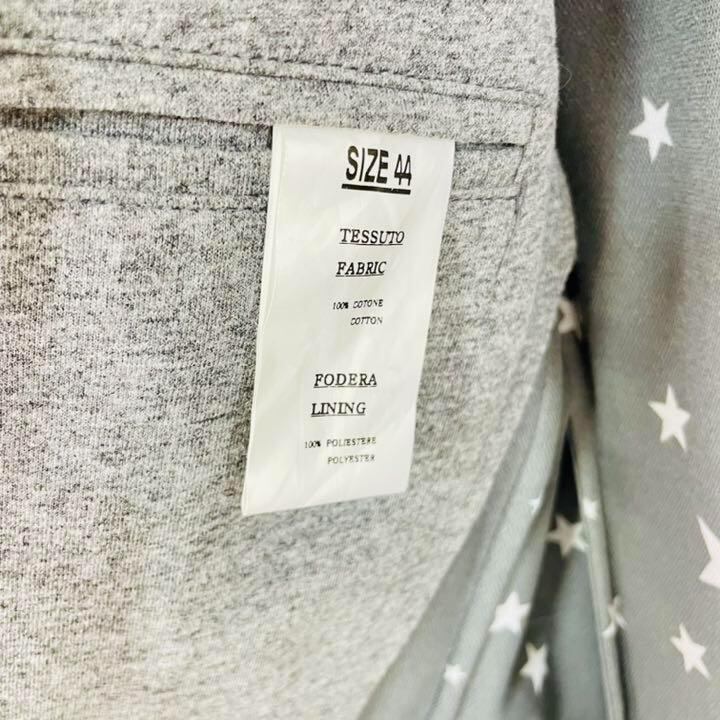 SIZE 44
TESSUTO
FABRIC
100% COTONE
COTTON
FODERA
LINING
100% POLIESTERE
POLYESTER